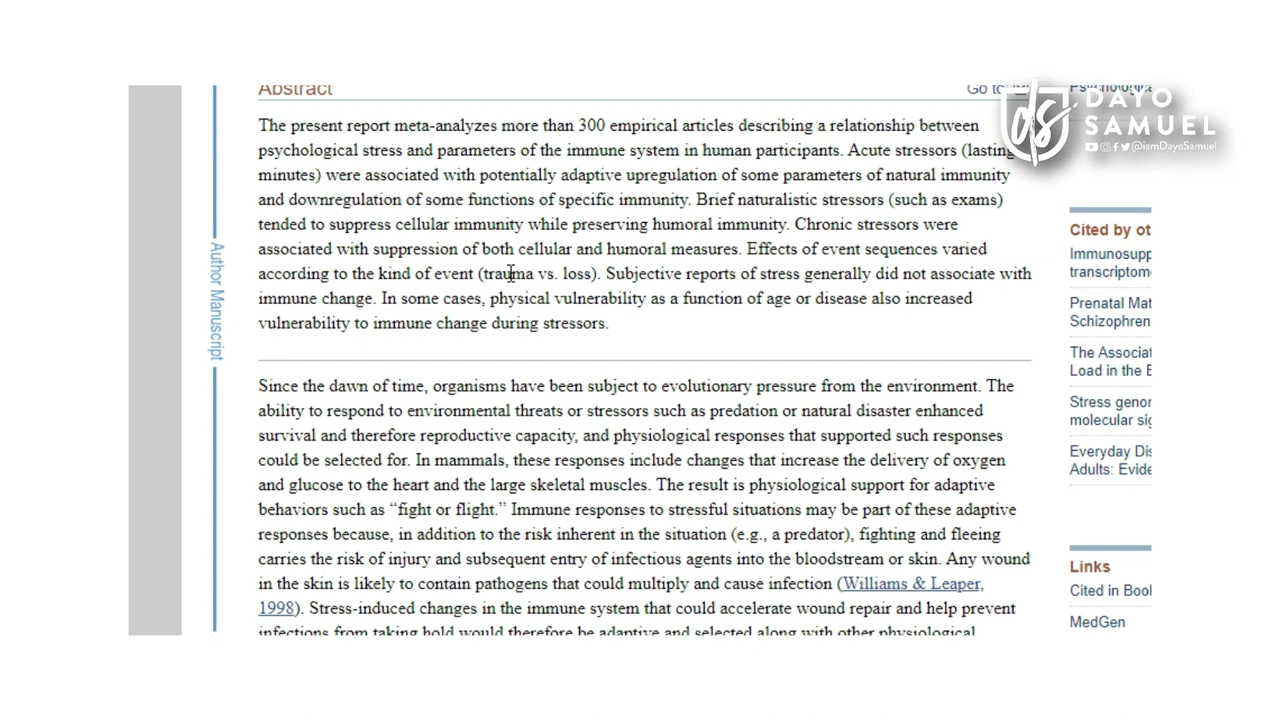 Abstract
Go to:
DAYO
SAMUEL
@iamDayoSamuel
The present report meta-analyzes more than 300 empirical articles describing a relationship between
psychological stress and parameters of the immune system in human participants. Acute stressors (lasting
minutes) were associated with potentially adaptive upregulation of some parameters of natural immunity
and downregulation of some functions of specific immunity. Brief naturalistic stressors (such as exams)
tended to suppress cellular immunity while preserving humoral immunity. Chronic stressors were
associated with suppression of both cellular and humoral measures. Effects of event sequences varied
according to the kind of event (trauma vs. loss). Subjective reports of stress generally did not associate with
immune change. In some cases, physical vulnerability as a function of age or disease also increased
vulnerability to immune change during stressors.
Since the dawn of time, organisms have been subject to evolutionary pressure from the environment. The
ability to respond to environmental threats or stressors such as predation or natural disaster enhanced
survival and therefore reproductive capacity, and physiological responses that supported such responses
could be selected for. In mammals, these responses include changes that increase the delivery of oxygen
and glucose to the heart and the large skeletal muscles. The result is physiological support for adaptive
behaviors such as “fight or flight.” Immune responses to stressful situations may be part of these adaptive
responses because, in addition to the risk inherent in the situation (e.g., a predator), fighting and fleeing
carries the risk of injury and subsequent entry of infectious agents into the bloodstream or skin. Any wound
in the skin is likely to contain pathogens that could multiply and cause infection (Williams & Leaper,
1998). Stress-induced changes in the immune system that could accelerate wound repair and help prevent
infections from taking hold would therefore be adaptive and selected along with other physiological
Author Manuscript
Cited by ot
Immunosupp
transcriptom
Prenatal Mat
Schizophren
The Associat
Load in the E
Stress genor
molecular sig
Everyday Dis
Adults: Evide
Links
Cited in Bool
MedGen